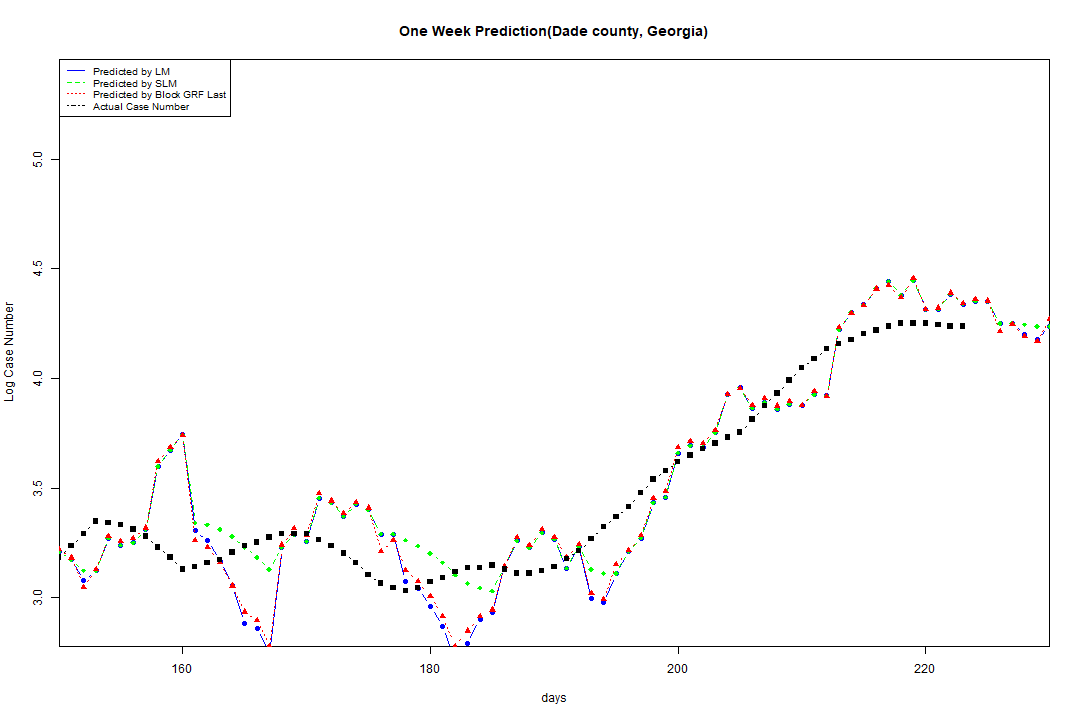 One Week Prediction(Dade county, Georgia)
Predicted by LM
Predicted by SLM
Predicted by Block GRF Last
Actual Case Number
5.0
4.5
4.0
3.5
3.0
Log Case Number
160 180 200 220
days